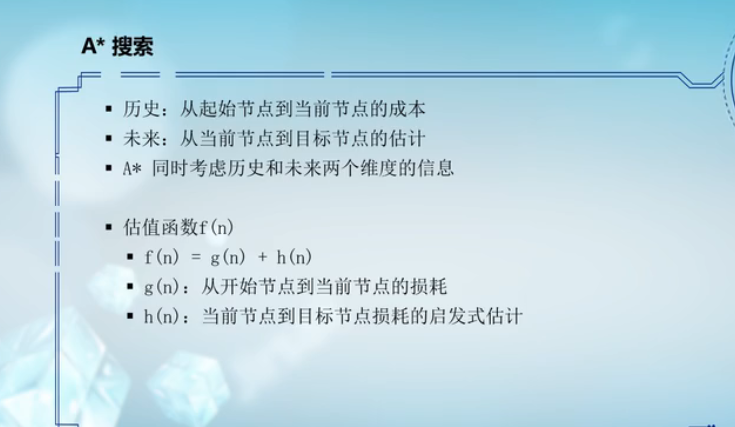 A* 搜索
▪ 历史：从起始节点到当前节点的成本
▪ 未来：从当前节点到目标节点的估计
▪ A* 同时考虑历史和未来两个维度的信息
▪ 估值函数f(n)
▪ f(n) = g(n) + h(n)
▪ g(n)：从开始节点到当前节点的损耗
▪ h(n)：当前节点到目标节点损耗的启发式估计